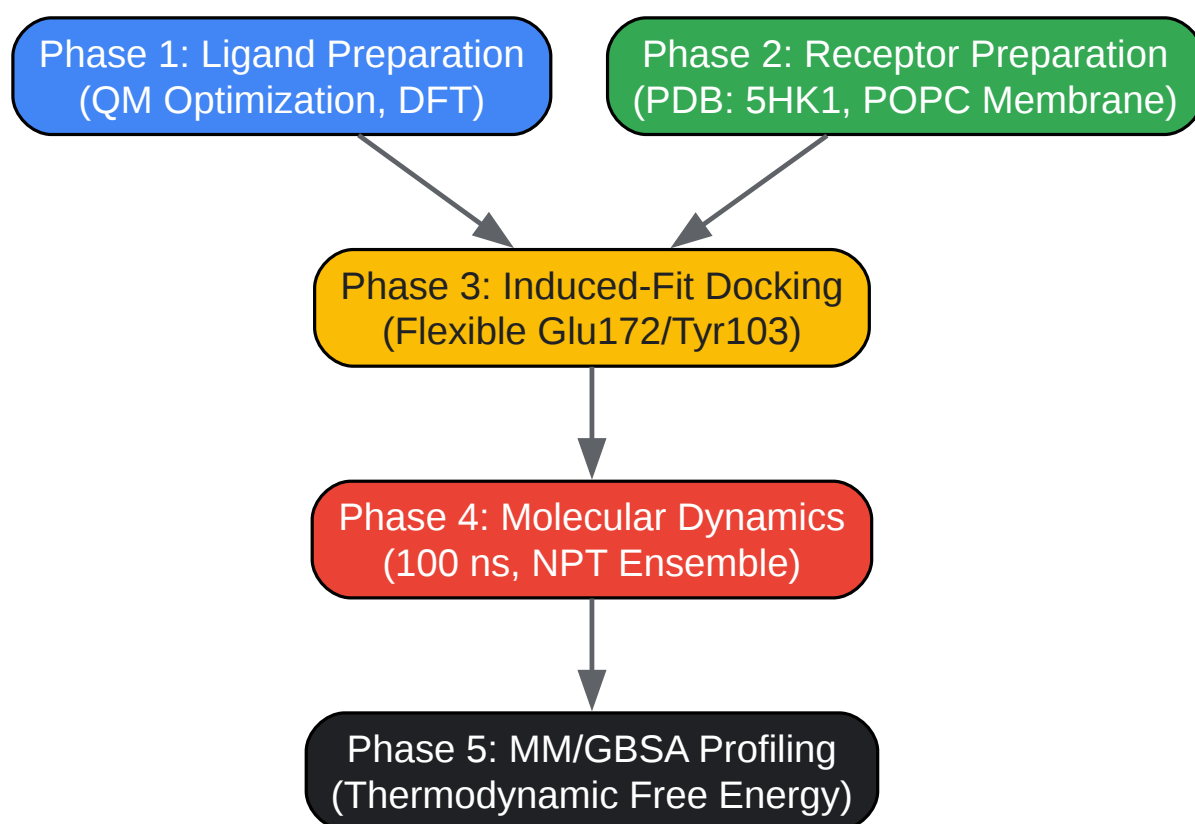 Phase 1: Ligand Preparation
(QM Optimization, DFT)
Phase 2: Receptor Preparation
(PDB: 5HK1, POPC Membrane)
Phase 3: Induced-Fit Docking
(Flexible Glu172/Tyr103)
Phase 4: Molecular Dynamics
(100 ns, NPT Ensemble)
Phase 5: MM/GBSA Profiling
(Thermodynamic Free Energy)